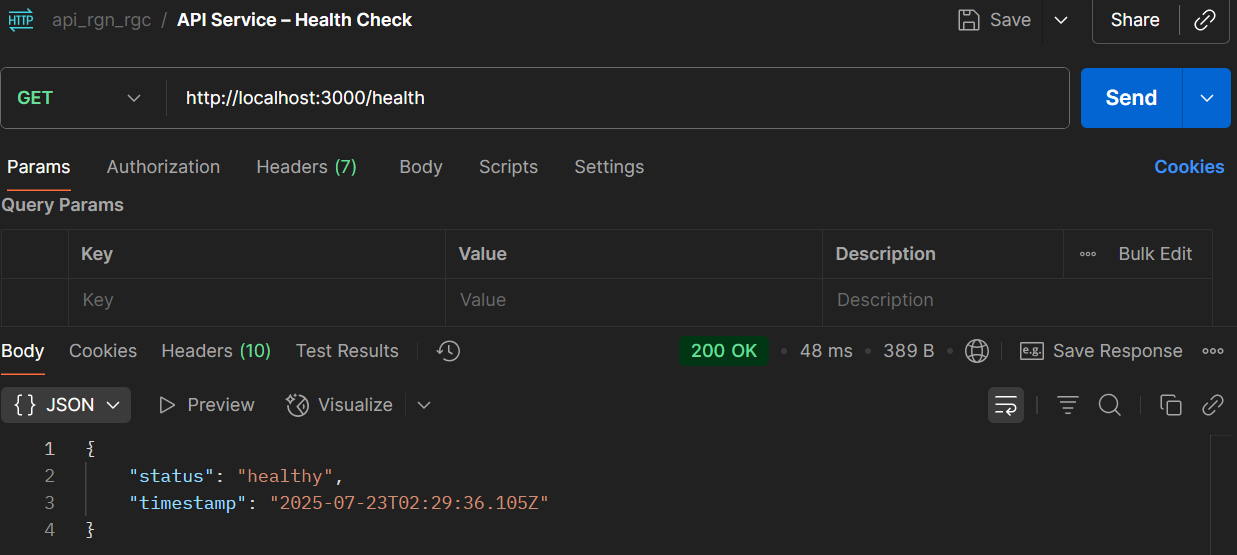 HTTP api_rgn_rgc / API Service – Health Check Save Share
GET http://localhost:3000/health Send
Params Authorization Headers (7) Body Scripts Settings Cookies
Query Params
Key Value Description Bulk Edit
Key Value Description
Body Cookies Headers (10) Test Results 200 OK • 48 ms • 389 B • e.g. Save Response
{} JSON Preview Visualize
1 {
2 "status": "healthy",
3 "timestamp": "2025-07-23T02:29:36.105Z"
4 }